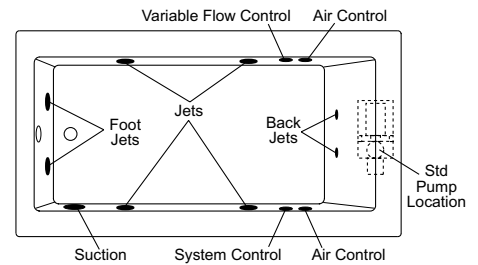 Variable Flow Control
Air Control
Foot
Jets
Jets
Back
Jets
Std
Pump
Location
Suction
System Control
Air Control